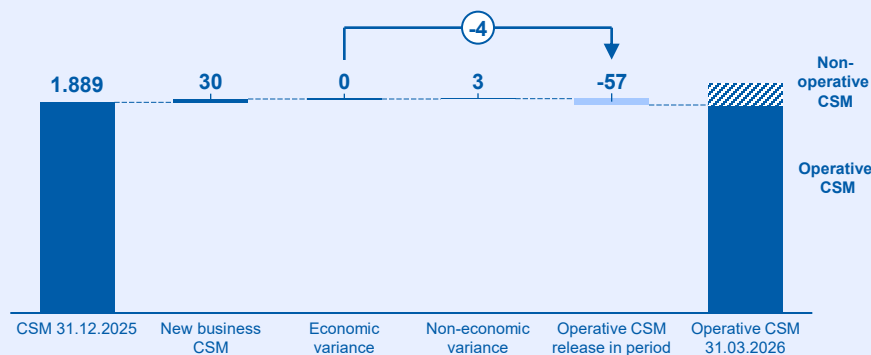 -4
1.889
30
0
3
-57
Non-
operative
CSM
Operative
CSM
CSM 31.12.2025
New business
CSM
Economic
variance
Non-economic
variance
Operative CSM
release in period
Operative CSM
31.03.2026